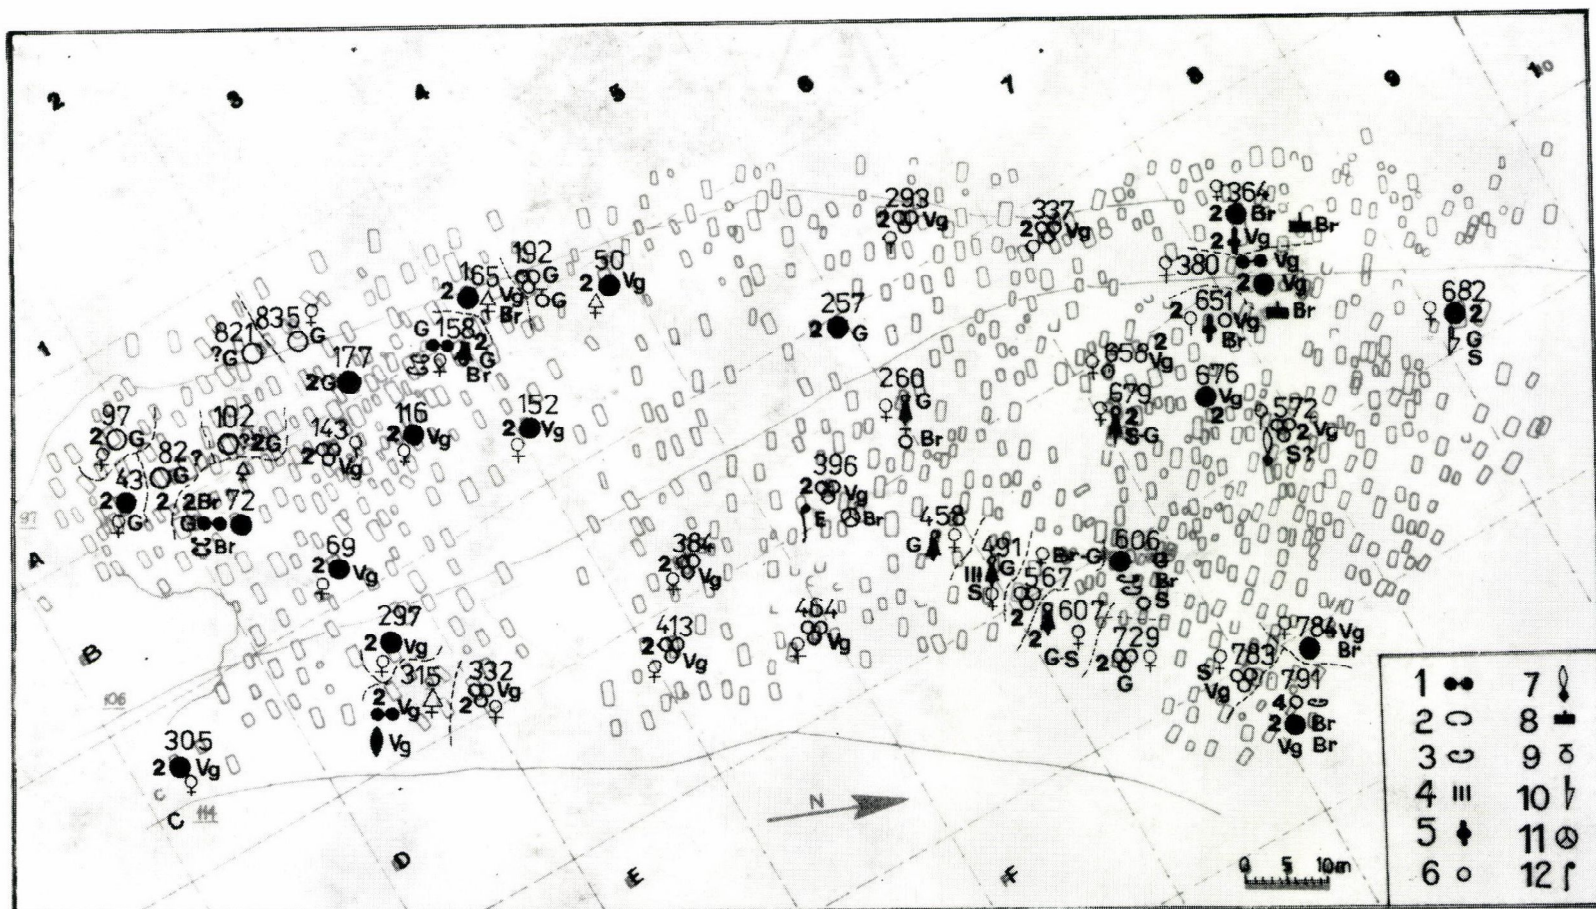 2 3 4 5 6 7 8 9 10
1
A
B
C
D
E
F
97
106
111
364
2 Br Br
2 Vg
293
2 Vg
337
2 Vg
380 Vg
2 Vg
192
G
G
50
2 Vg
165
2 Vg
Br
651
2 Vg
Br
Br
682
2
G
S
835
G
821
?G
257
2 G
158
G 2
G
Br
658 Vg
2
177
2G
676
Vg
2
679
2
S-G
260
G
Br
572
2 Vg
S?
97
2 G
102
?2G
143
2 Vg
116
Vg
152
2 Vg
82 ?
G
43
2
G
2 2Br 72
G
Br
396
2 Vg
E Br
458
G
491
G
III
S
606
Br-G G
Br
S
69
2 Vg
384
2 Vg
567
2
607
2
G-S
297
2 Vg
413
2 Vg
464
Vg
729
2
G
784 Vg
Br
783
S
Vg
315
2
Vg
Vg
332
2 Vg
791
4
2 Br
Vg Br
305
2 Vg
N
0 5 10m
1 7
2 8
3 9
4 10
5 11
6 12